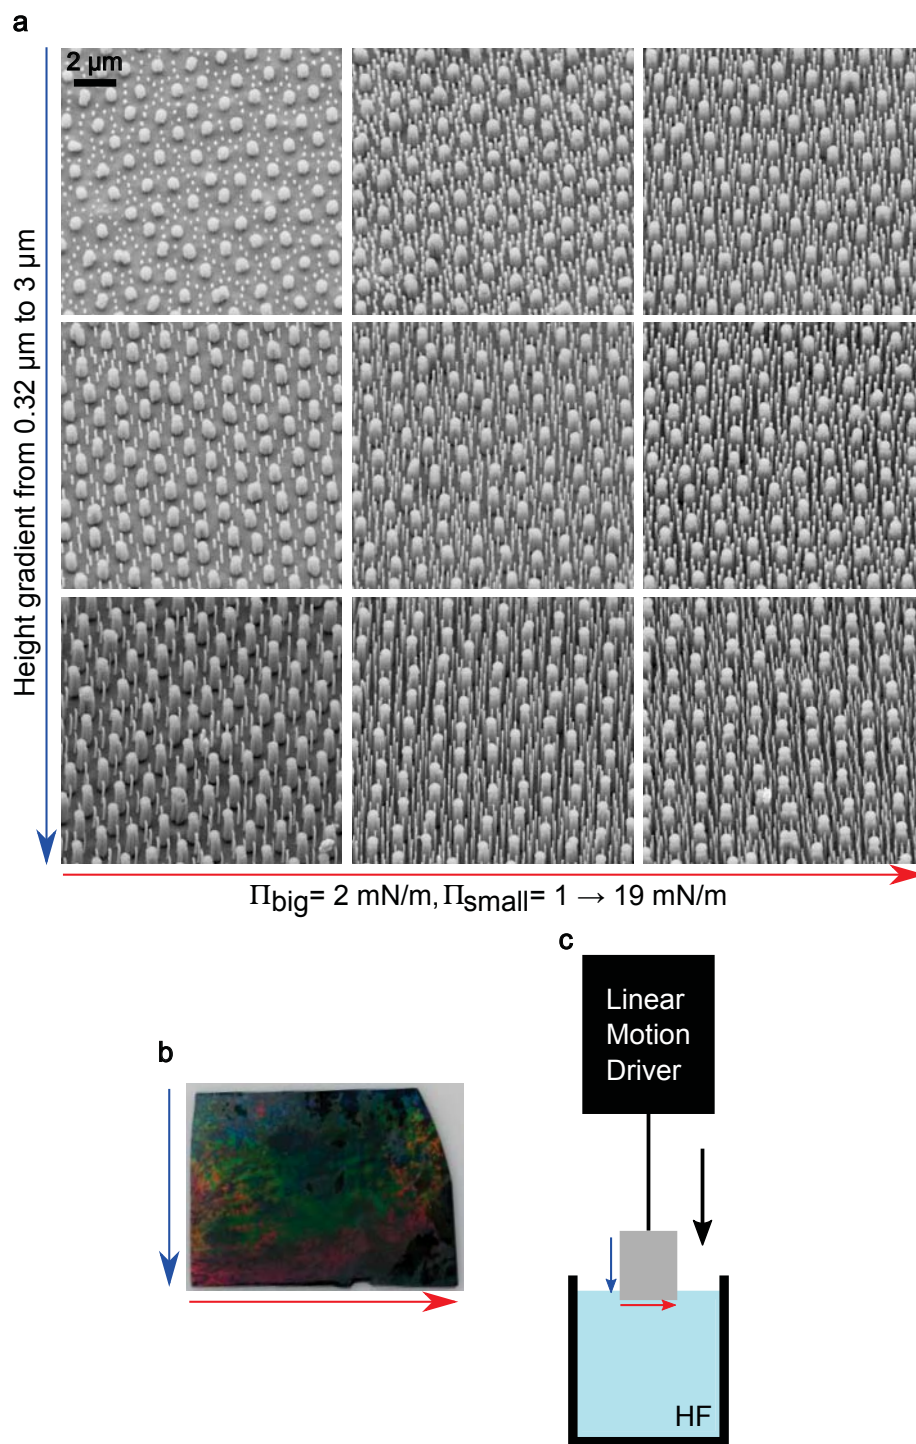 a
2 μm
Height gradient from 0.32 μm to 3 μm
Πbig= 2 mN/m, Πsmall= 1 → 19 mN/m
b
c
Linear
Motion
Driver
HF